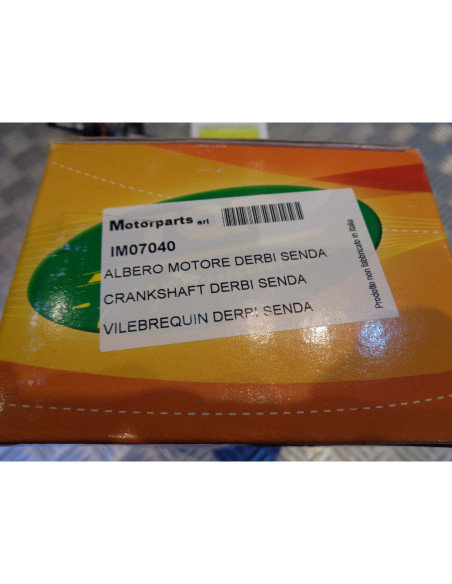 Motorparts srl
IM07040
ALBERO MOTORE DERBI SENDA
CRANKSHAFT DERBI SENDA
VILEBREQUIN DERBI SENDA
Prodotto non fabbricato in Italia